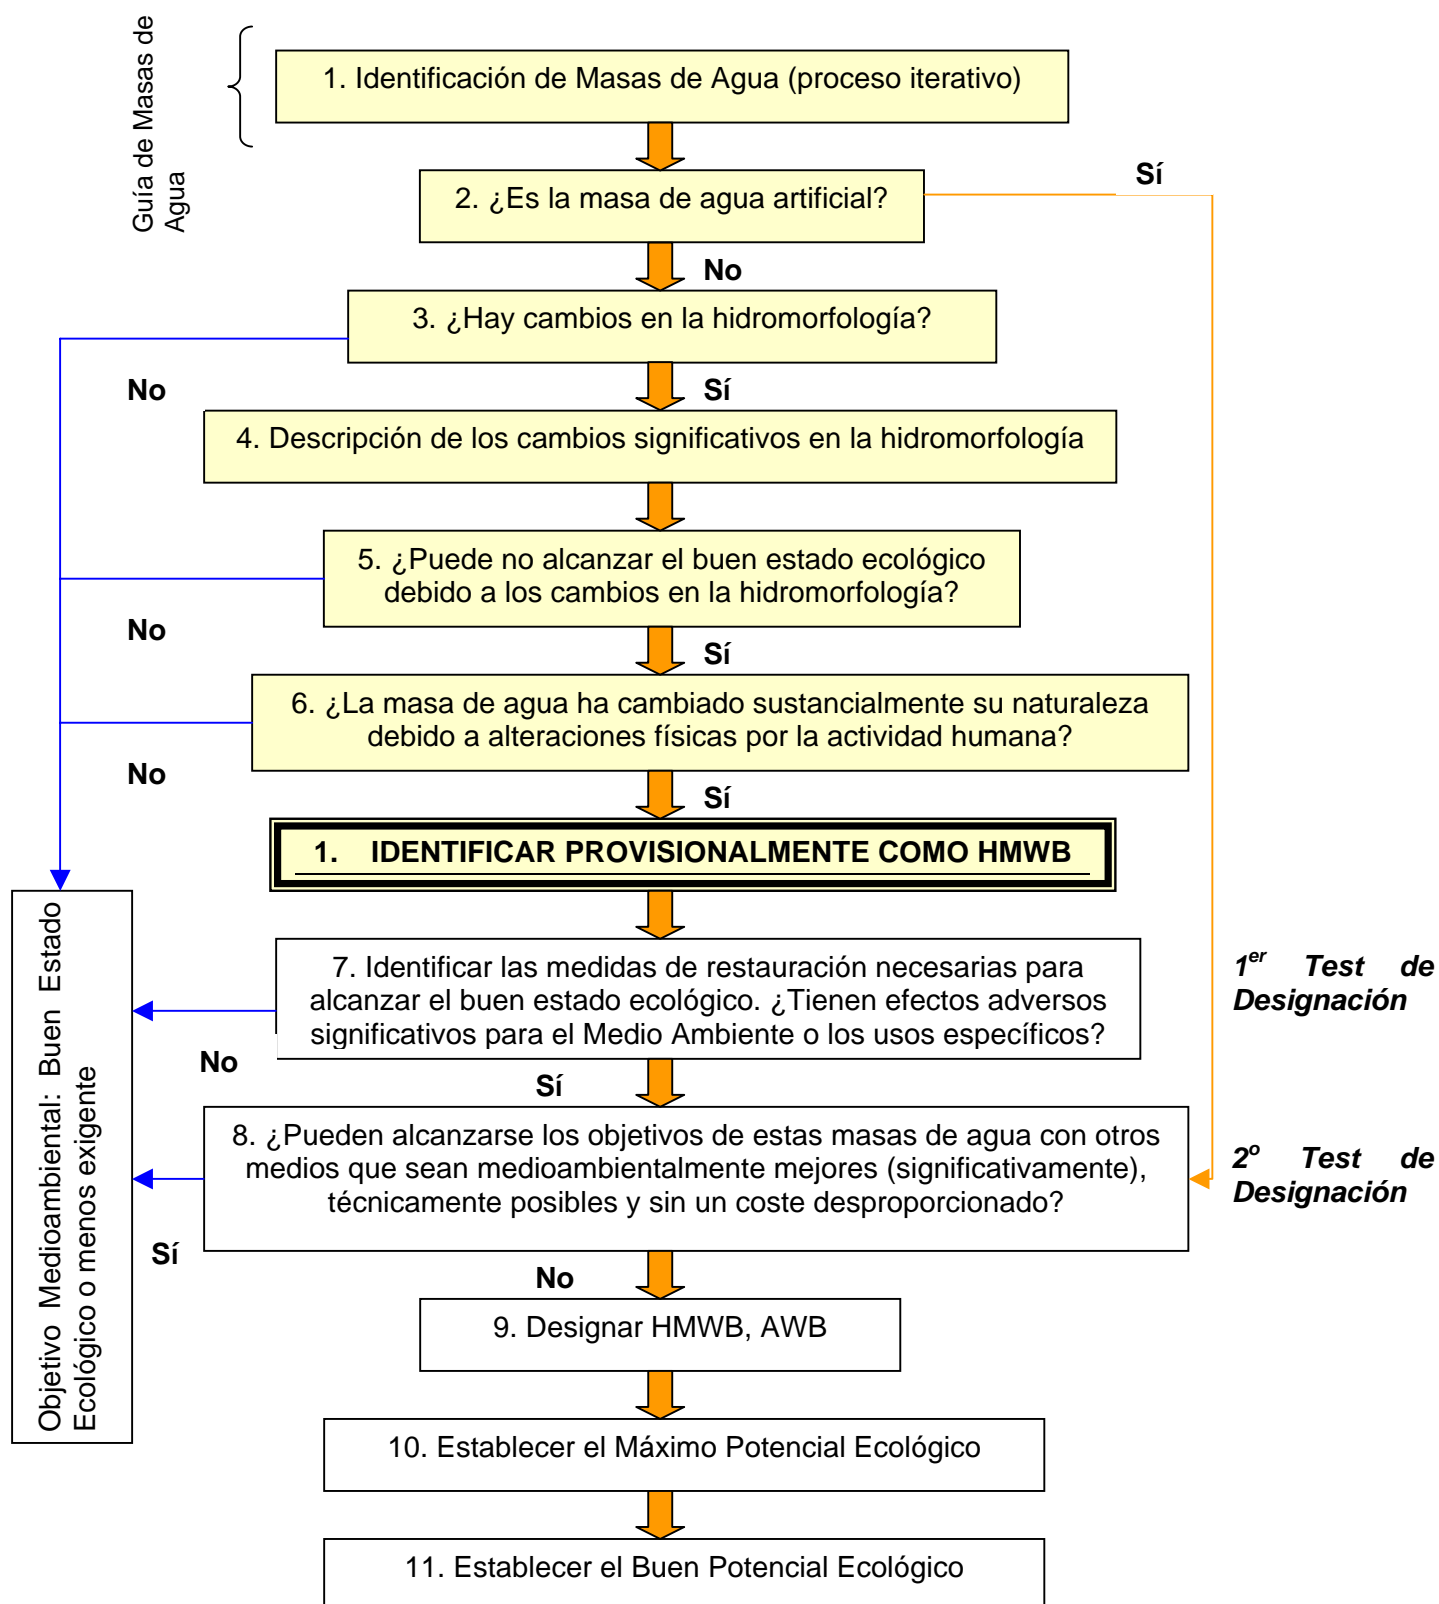 Guía de Masas de
Agua
1. Identificación de Masas de Agua (proceso iterativo)
Sí
2. ¿Es la masa de agua artificial?
No
3. ¿Hay cambios en la hidromorfología?
No
Sí
4. Descripción de los cambios significativos en la hidromorfología
5. ¿Puede no alcanzar el buen estado ecológico
debido a los cambios en la hidromorfología?
No
Sí
6. ¿La masa de agua ha cambiado sustancialmente su naturaleza
debido a alteraciones físicas por la actividad humana?
No
Sí
1. IDENTIFICAR PROVISIONALMENTE COMO HMWB
Objetivo Medioambiental: Buen Estado
Ecológico o menos exigente
7. Identificar las medidas de restauración necesarias para
alcanzar el buen estado ecológico. ¿Tienen efectos adversos
significativos para el Medio Ambiente o los usos específicos?
1er Test de
Designación
No
Sí
8. ¿Pueden alcanzarse los objetivos de estas masas de agua con otros
medios que sean medioambientalmente mejores (significativamente),
técnicamente posibles y sin un coste desproporcionado?
2º Test de
Designación
Sí
No
9. Designar HMWB, AWB
10. Establecer el Máximo Potencial Ecológico
11. Establecer el Buen Potencial Ecológico